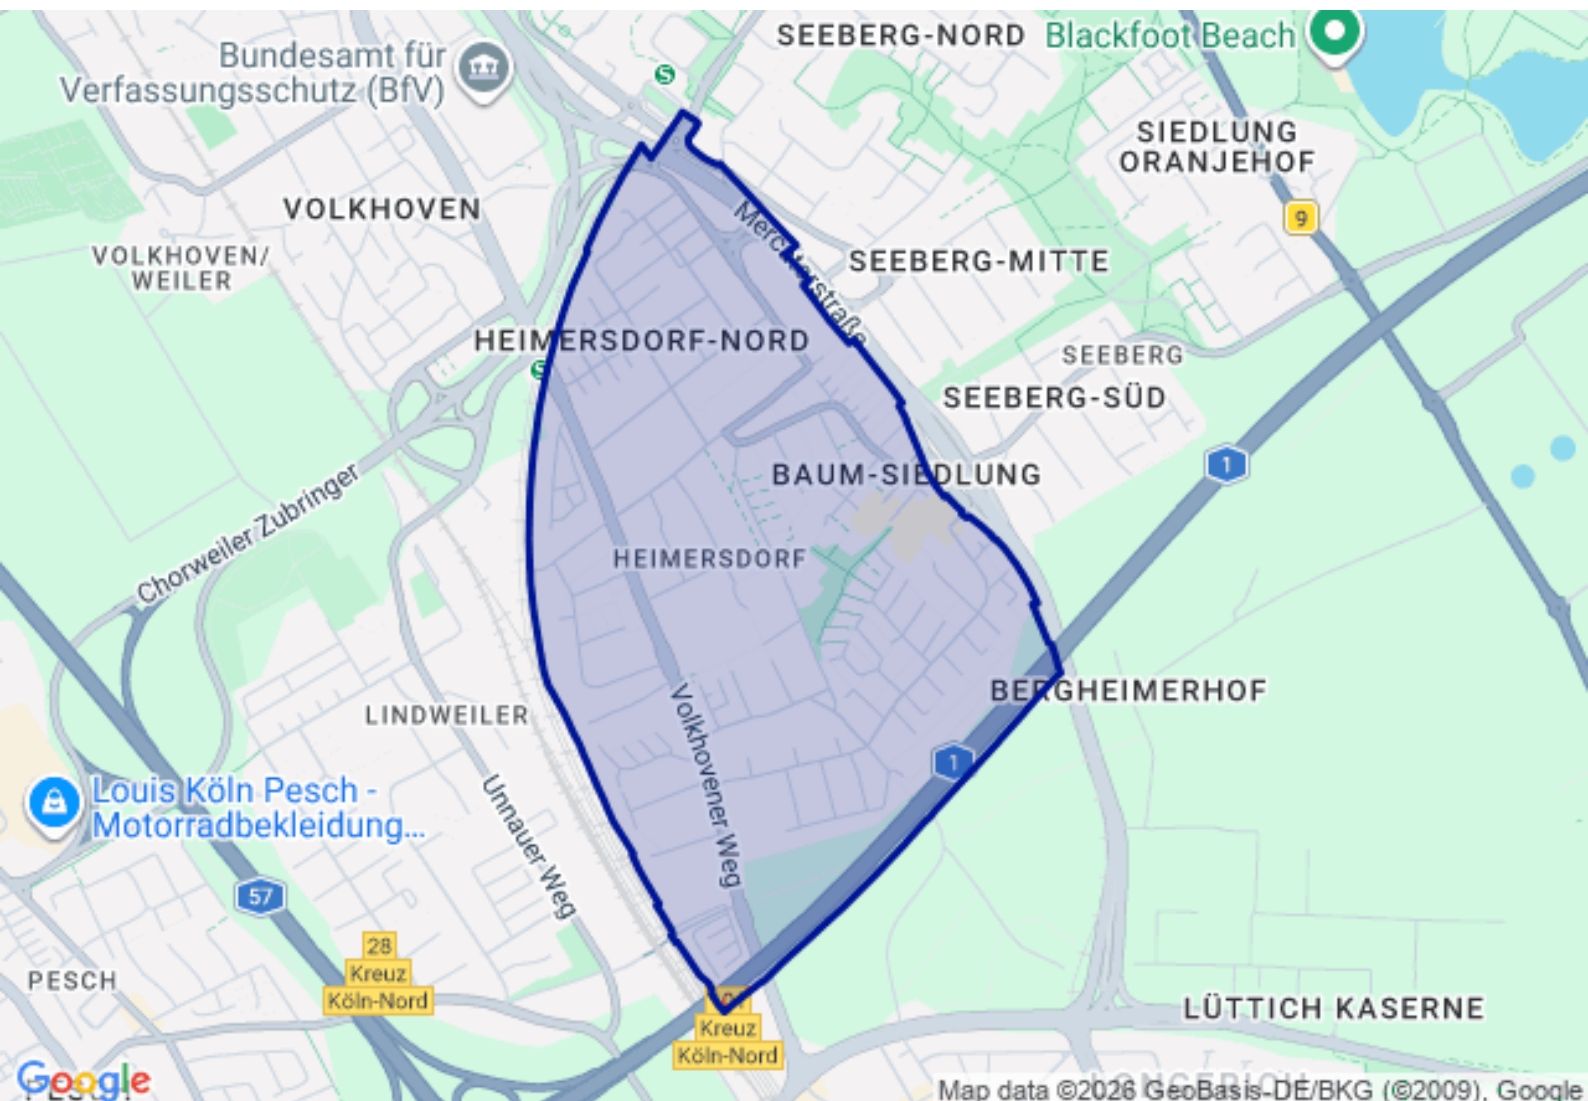 SEEBERG-NORD
Blackfoot Beach
Bundesamt für
Verfassungsschutz (BfV)
S
SIEDLUNG
ORANJEHOF
VOLKHOVEN
9
Mercatorstraße
VOLKHOVEN/
WEILER
SEEBERG-MITTE
HEIMERSDORF-NORD
SEEBERG
S
SEEBERG-SÜD
1
BAUM-SIEDLUNG
Chorweiler Zubringer
HEIMERSDORF
BERGHEIMERHOF
LINDWEILER
Volkhovener Weg
1
Louis Köln Pesch -
Motorradbekleidung...
Unnauer Weg
57
28
Kreuz
Köln-Nord
PESCH
LÜTTICH KASERNE
Kreuz
Köln-Nord
Google
LONGERICH
Map data ©2026 GeoBasis-DE/BKG (©2009), Google